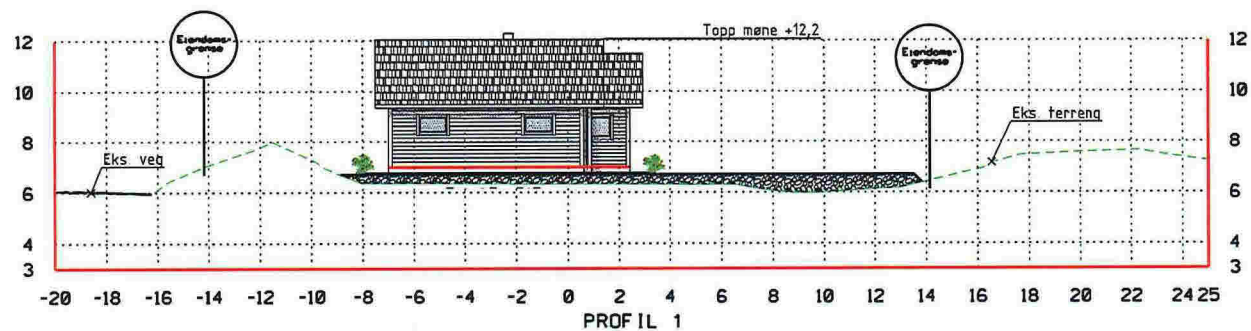 Eiendoms-
grense
Topp møne +12,2
Eiendoms-
grense
Eks. terreng
Eks. veg
12
10
8
6
4
3
12
10
8
6
4
3
-20 -18 -16 -14 -12 -10 -8 -6 -4 -2 0 2 4 6 8 10 12 14 16 18 20 22 24 25
PROFIL 1